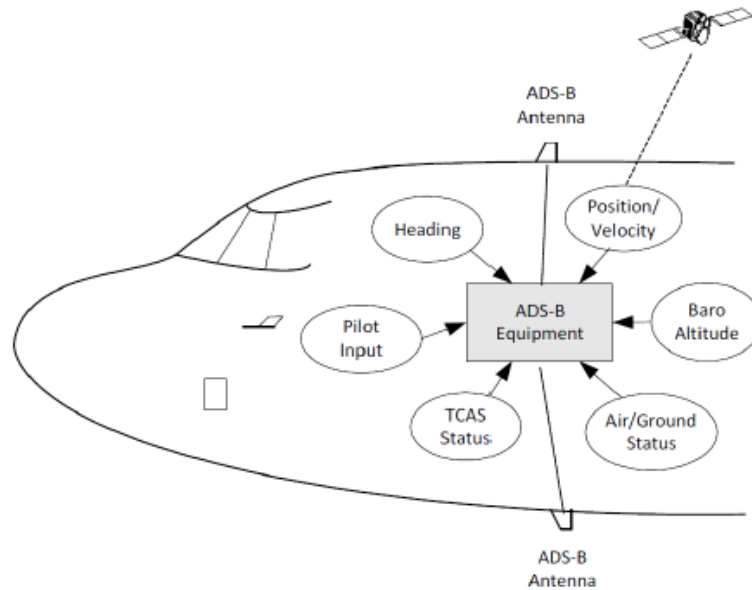 ADS-B
Antenna
Position/
Velocity
Heading
ADS-B
Equipment
Pilot
Input
Baro
Altitude
TCAS
Status
Air/Ground
Status
ADS-B
Antenna